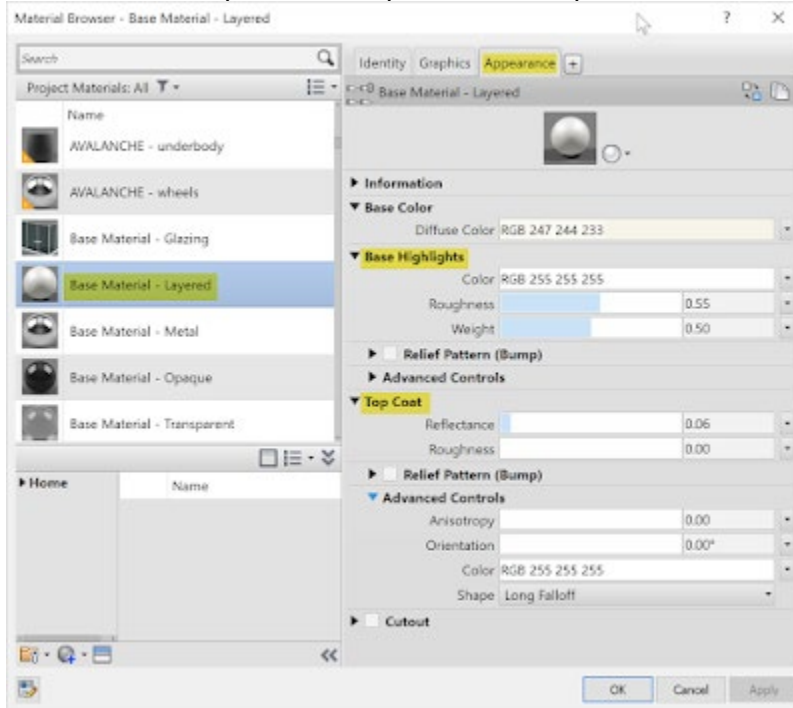 Material Browser - Base Material - Layered
? ×
Search
Project Materials: All
Name
AVALANCHE - underbody
AVALANCHE - wheels
Base Material - Glazing
Base Material - Layered
Base Material - Metal
Base Material - Opaque
Base Material - Transparent
Home
Name
Identity Graphics Appearance +
Base Material - Layered
Information
Base Color
Diffuse Color RGB 247 244 233
Base Highlights
Color RGB 255 255 255
Roughness 0.55
Weight 0.50
Relief Pattern (Bump)
Advanced Controls
Top Coat
Reflectance 0.06
Roughness 0.00
Relief Pattern (Bump)
Advanced Controls
Anisotropy 0.00
Orientation 0.00°
Color RGB 255 255 255
Shape Long Falloff
Cutout
OK Cancel Apply